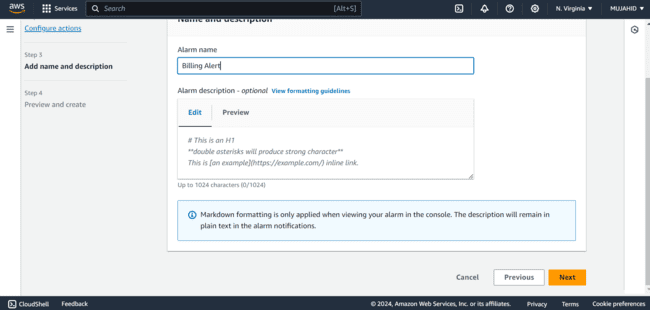 aws
Services
Search
[Alt+S]
N. Virginia
MUJAHID
Configure actions
Step 3
Add name and description
Step 4
Preview and create
Name and description
Alarm name
Billing Alert
Alarm description - optional View formatting guidelines
Edit
Preview
# This is an H1
**double asterisks will produce strong character**
This is [an example](https://example.com/) inline link.
Up to 1024 characters (0/1024)
Markdown formatting is only applied when viewing your alarm in the console. The description will remain in
plain text in the alarm notifications.
Cancel
Previous
Next
CloudShell
Feedback
© 2024, Amazon Web Services, Inc. or its affiliates.
Privacy
Terms
Cookie preferences